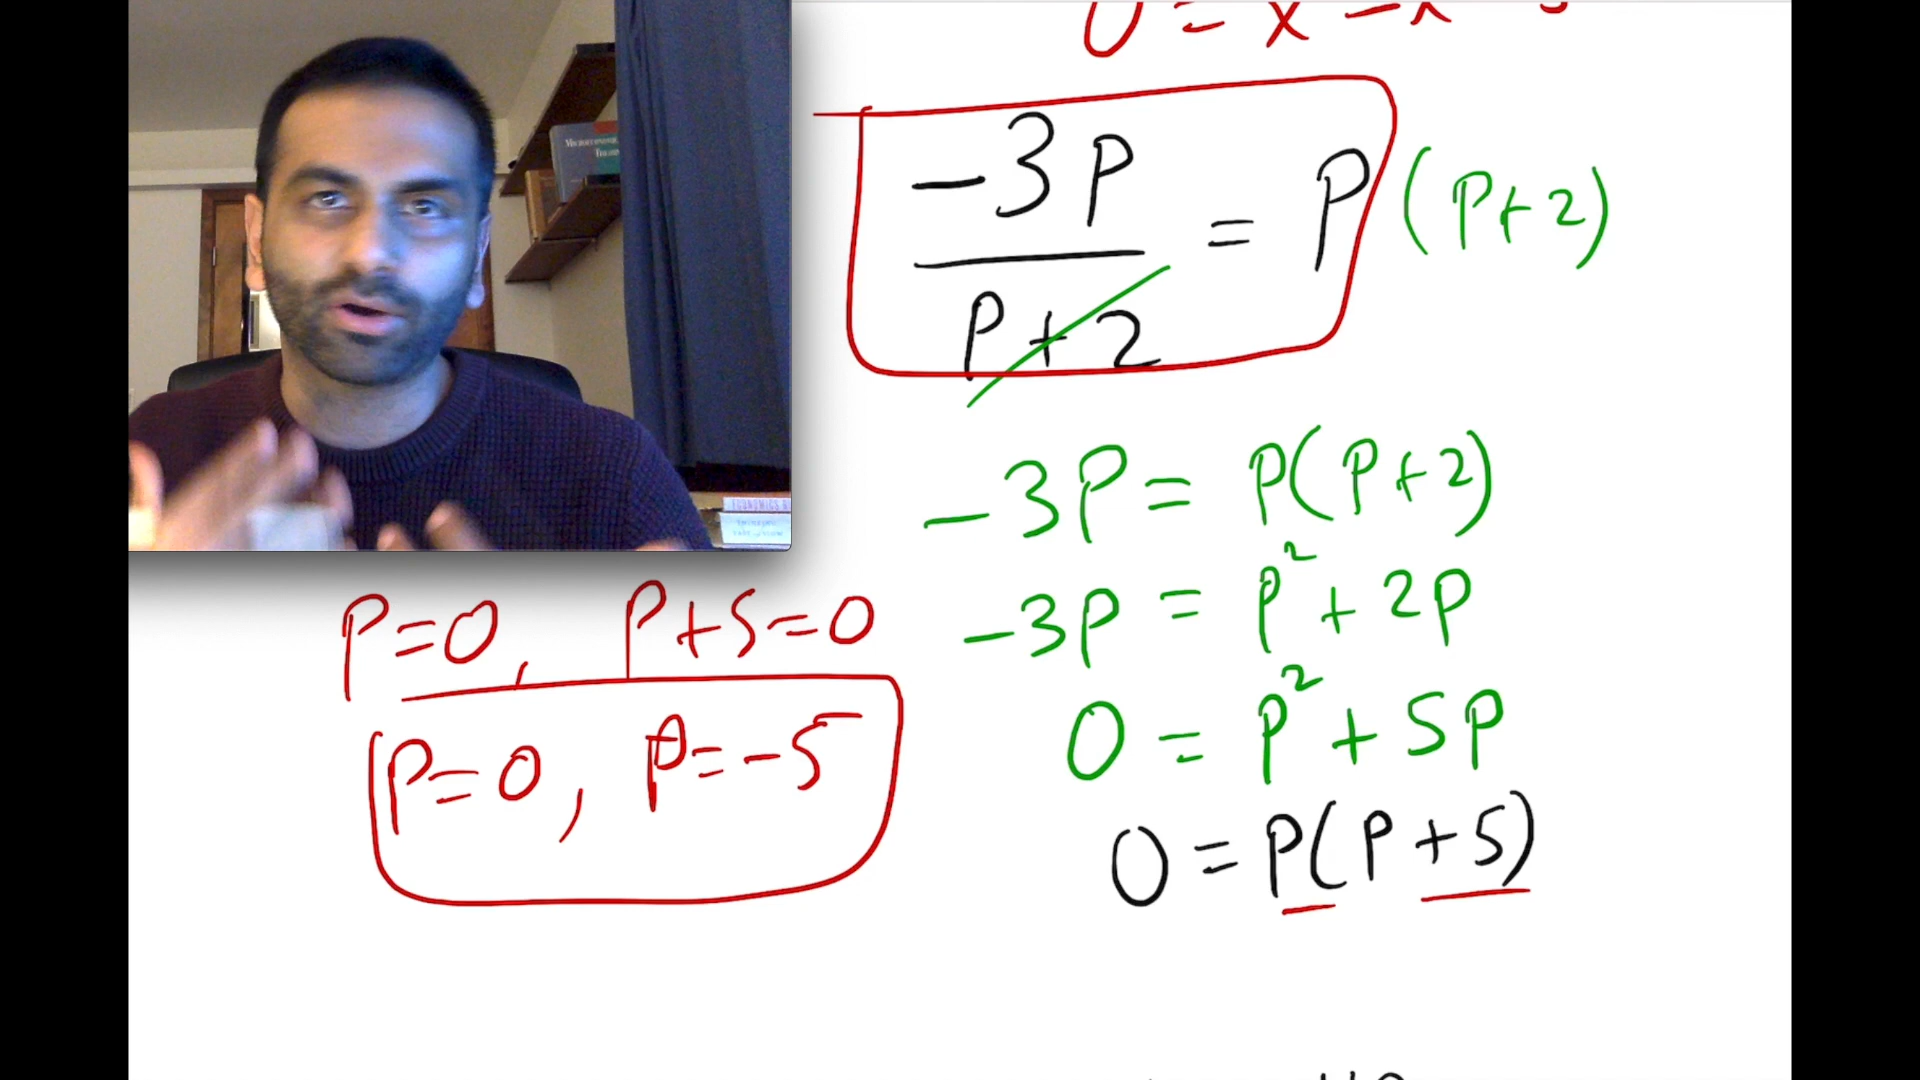 -3P
P+2
= P (P+2)
-3P = P(P+2)
-3P = P² + 2P
0 = P² + 5P
0 = P(P+5)
P=0, P+5=0
P=0, P=-5